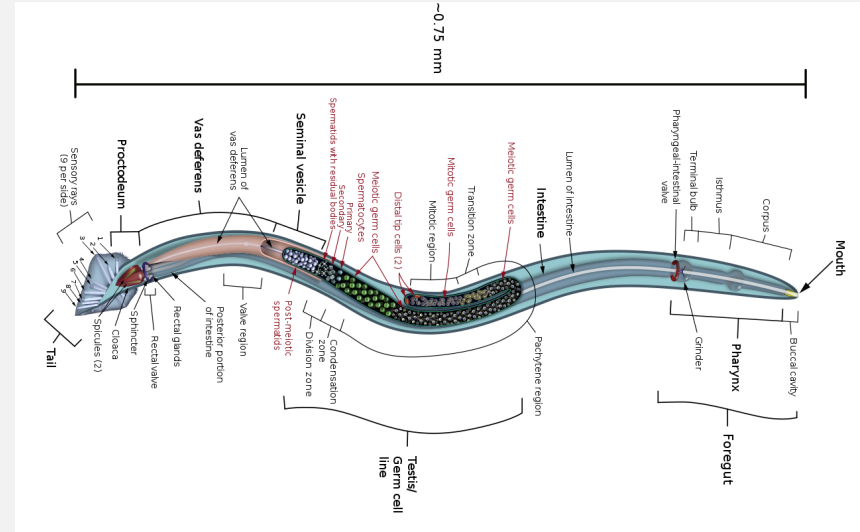 ~0.75 mm
Mouth
Corpus
Isthmus
Terminal bulb
Pharyngeal-intestinal
valve
Lumen of intestine
Intestine
Meiotic germ cells
Transition zone
Mitotic germ cells
Mitotic region
Distal tip cells (2)
Meiotic germ cells
Spermatocytes
Primary
Secondary
Spermatids wth residual bodies
Seminal vesicle
Lumen of
vas deferens
Vas deferens
Proctodeum
Sensory rays
(9 per side)
1
2
3
4
5
6
7
8
9
Tail
Spicules (2)
Cloaca
Sphincter
Rectal valve
Rectal glands
Posterior portion
of intestine
Valve region
Post-meiotic
spermatids
Division zone
Condensation
zone
Pachytene region
Testis/
Germ cell
line
Grinder
Pharynx
Buccal cavity
Foregut